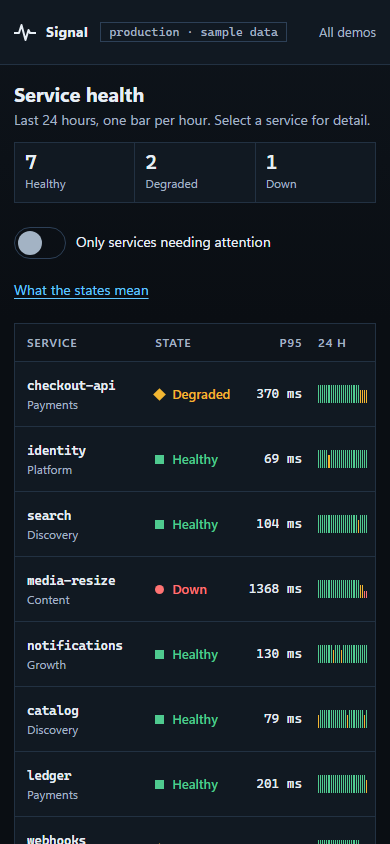 Signal production · sample data All demos
Service health
Last 24 hours, one bar per hour. Select a service for detail.
7 2 1
Healthy Degraded Down
Only services needing attention
What the states mean
SERVICE STATE P95 24 H
checkout-api
Payments
Degraded 370 ms
identity
Platform
Healthy 69 ms
search
Discovery
Healthy 104 ms
media-resize
Content
Down 1368 ms
notifications
Growth
Healthy 130 ms
catalog
Discovery
Healthy 79 ms
ledger
Payments
Healthy 201 ms
webhooks